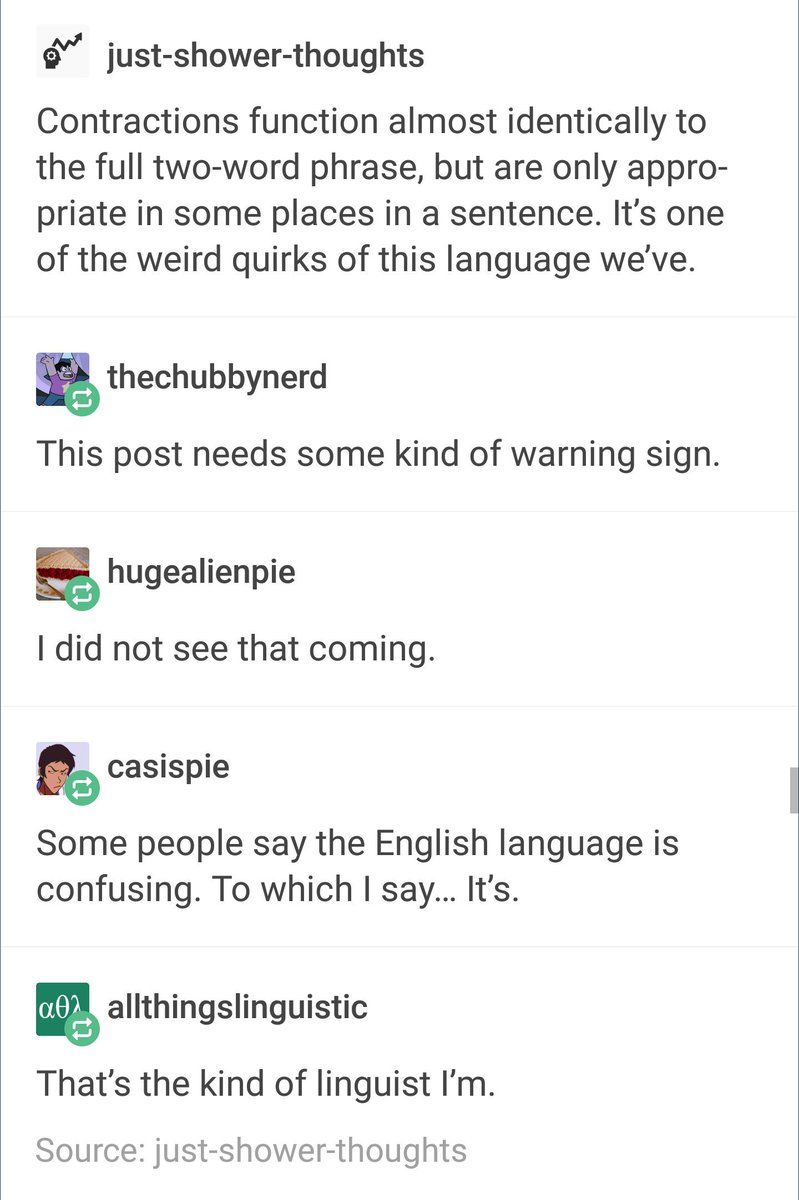 just-shower-thoughts
Contractions function almost identically to
the full two-word phrase, but are only appro-
priate in some places in a sentence. It’s one
of the weird quirks of this language we’ve.
thechubbynerd
This post needs some kind of warning sign.
hugealienpie
I did not see that coming.
casispie
Some people say the English language is
confusing. To which I say… It’s.
αθλ
allthingslinguistic
That’s the kind of linguist I’m.
Source: just-shower-thoughts